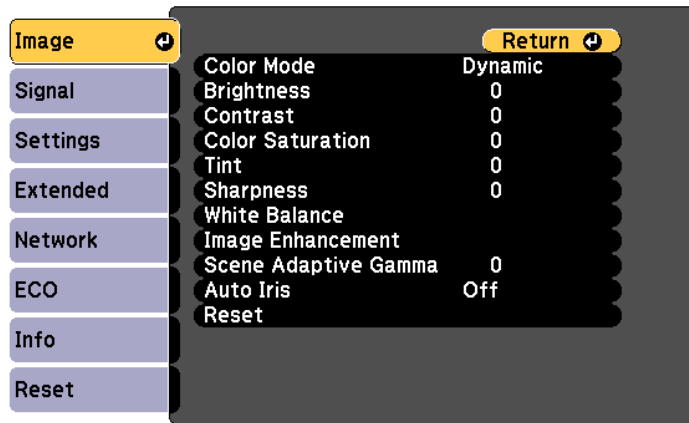 Image
Signal
Settings
Extended
Network
ECO
Info
Reset
Return
Color Mode Dynamic
Brightness 0
Contrast 0
Color Saturation 0
Tint 0
Sharpness 0
White Balance
Image Enhancement
Scene Adaptive Gamma 0
Auto Iris Off
Reset